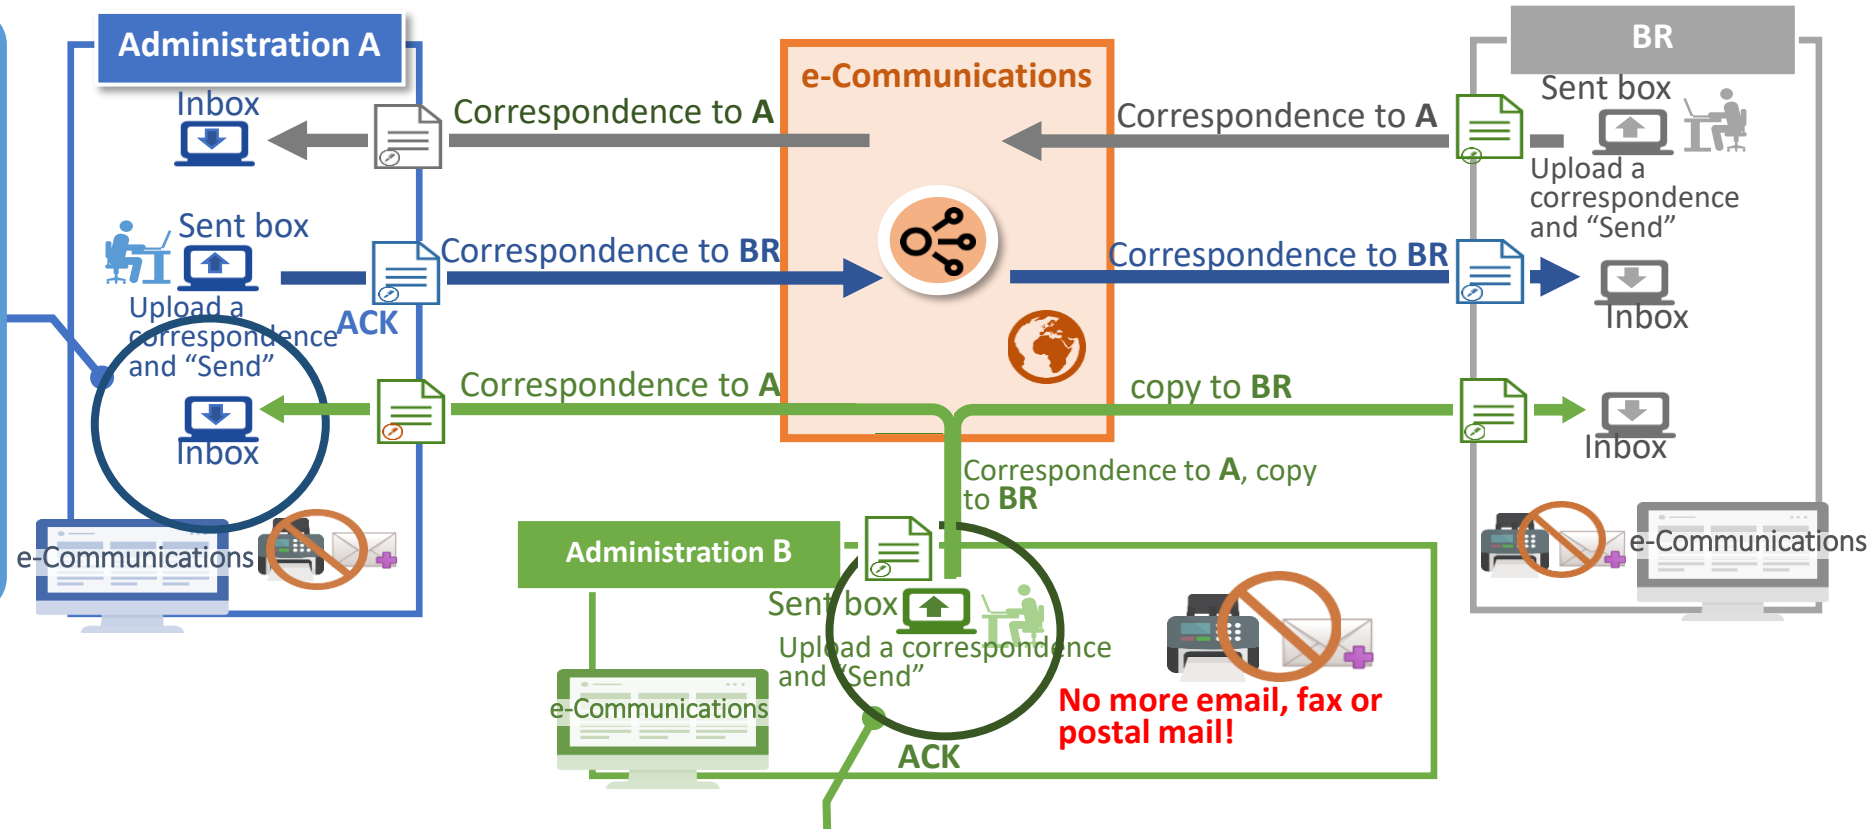 Administration A
Inbox
Correspondence to A
e-Communications
Correspondence to A
BR
Sent box
Upload a
correspondence
and “Send”
Sent box
Correspondence to BR
Correspondence to BR
Inbox
Upload a
correspondence
and “Send”
ACK
Correspondence to A
copy to BR
Inbox
Inbox
Correspondence to A, copy
to BR
e-Communications
e-Communications
Administration B
Sent box
Upload a correspondence
and “Send”
e-Communications
ACK
No more email, fax or
postal mail!